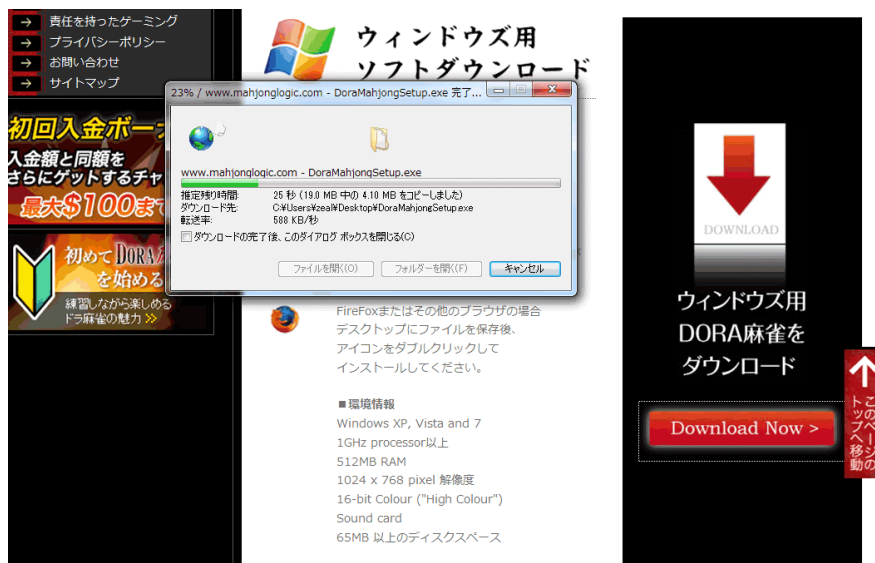 責任を持ったゲーミング
プライバシーポリシー
お問い合わせ
サイトマップ
初回入金ボー
入金額と同額を
さらにゲットするチャ
最大$100まで
初めてDORA
を始める
練習しながら楽しめる
ドラ麻雀の魅力
ウィンドウズ用
ソフトダウンロード
23% / www.mahjonglogic.com - DoraMahjongSetup.exe 完了...
www.mahjonglogic.com - DoraMahjongSetup.exe
推定残り時間: 25 秒 (19.0 MB 中の 4.10 MB をコピーしました)
ダウンロード先: C:¥Users¥zeal¥Desktop¥DoraMahjongSetup.exe
転送率: 588 KB/秒
ダウンロードの完了後、このダイアログ ボックスを閉じる(C)
ファイルを開く(O) フォルダーを開く(F) キャンセル
FireFoxまたはその他のブラウザの場合
デスクトップにファイルを保存後、
アイコンをダブルクリックして
インストールしてください。
■環境情報
Windows XP, Vista and 7
1GHz processor以上
512MB RAM
1024 x 768 pixel 解像度
16-bit Colour ("High Colour")
Sound card
65MB 以上のディスクスペース
DOWNLOAD
ウィンドウズ用
DORA麻雀を
ダウンロード
Download Now >
このページの
トップへ移動